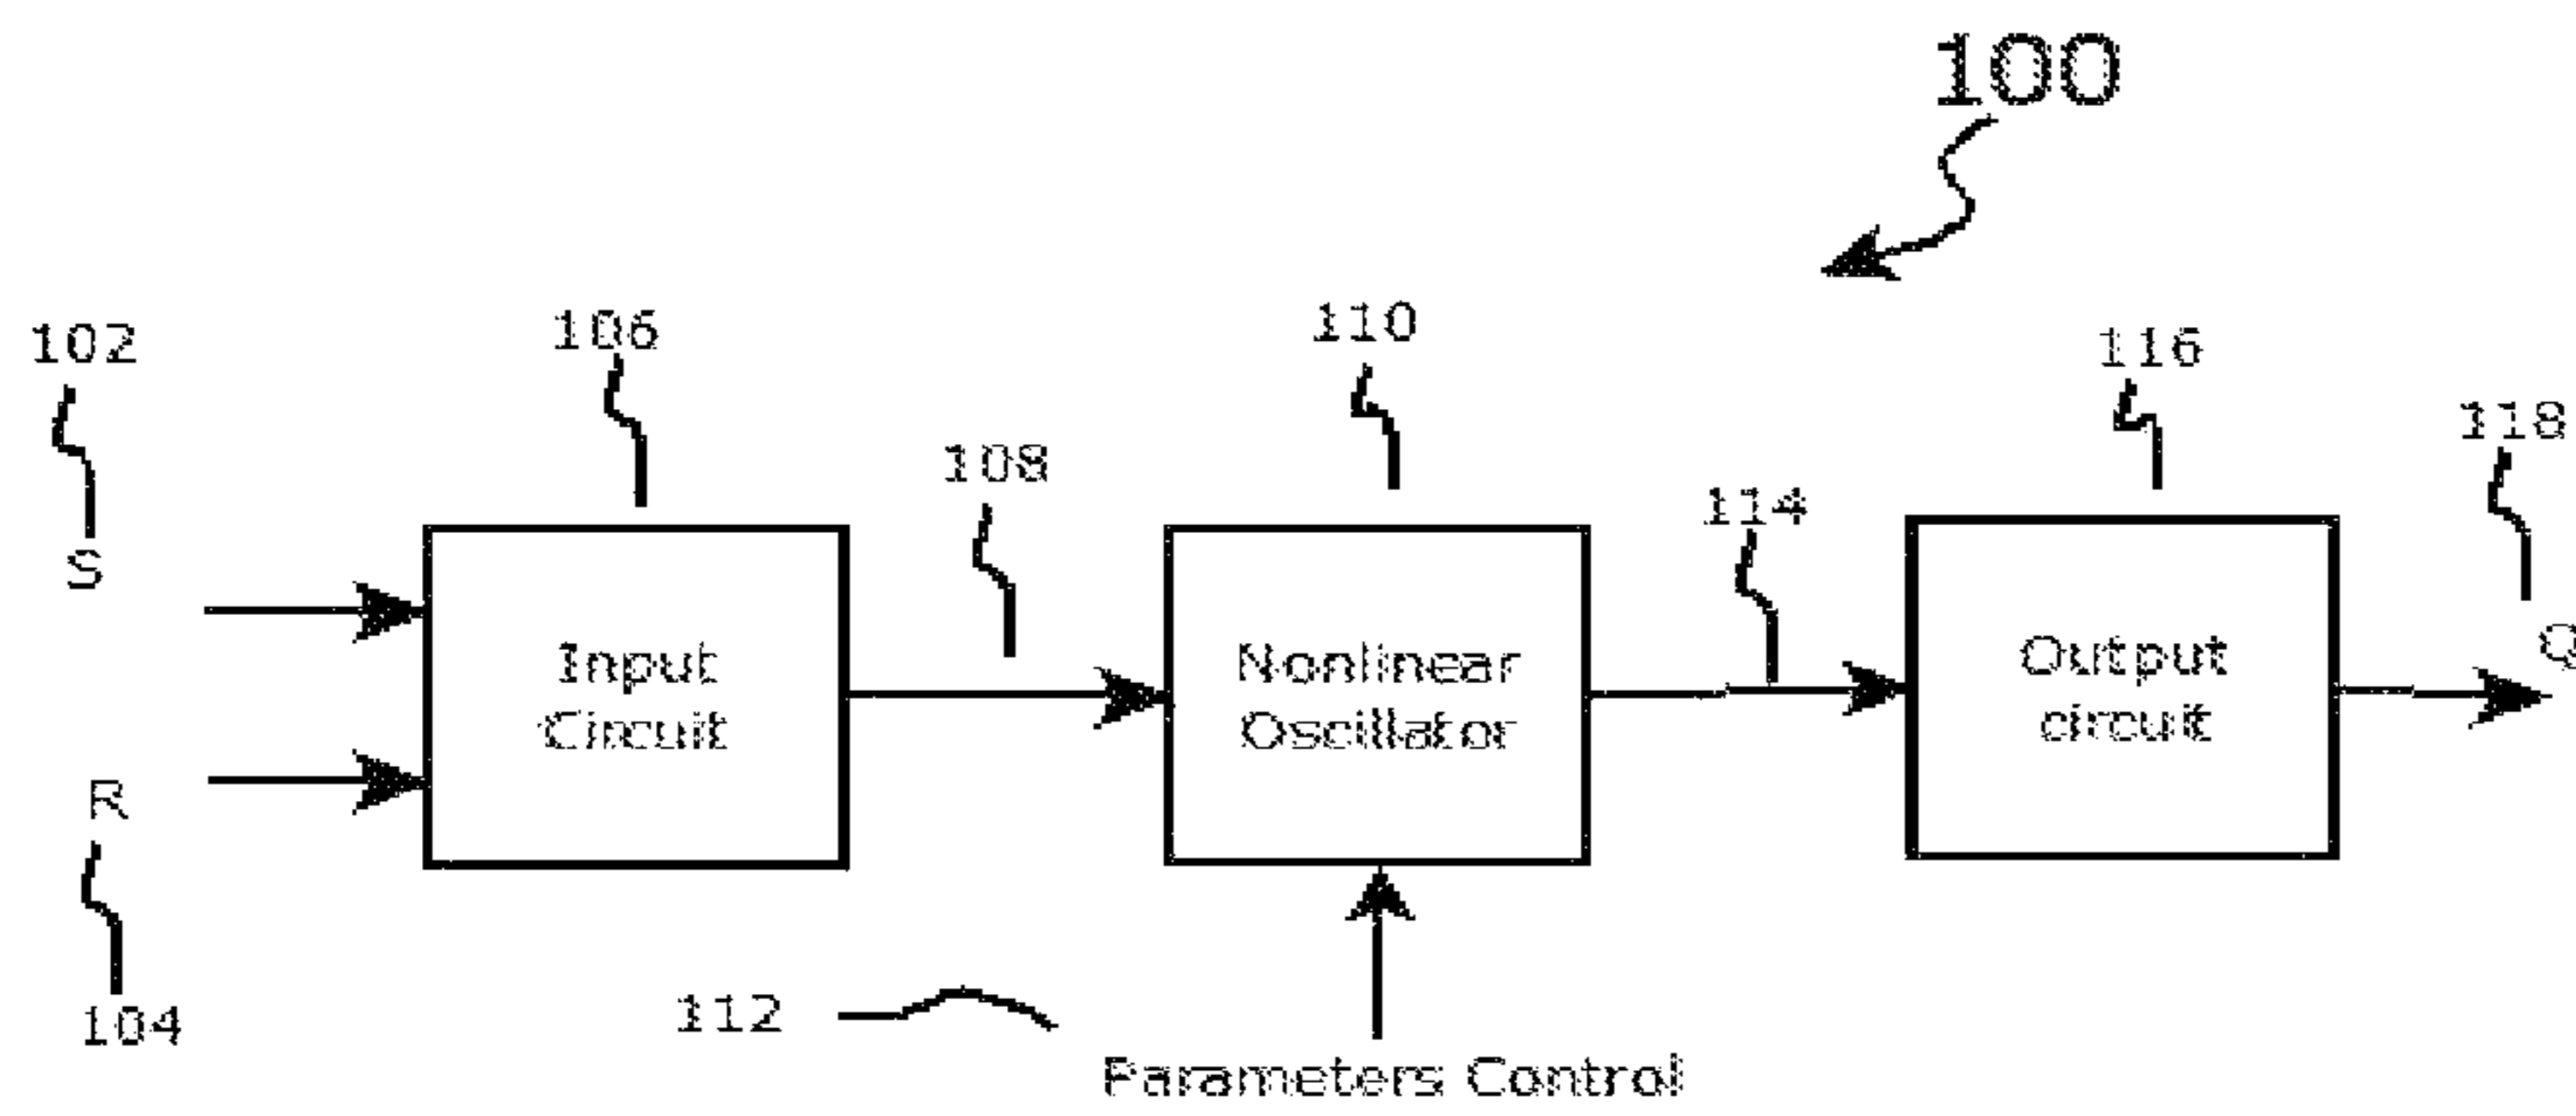 100
102
106
110
116
118
108
114
S
Q
Input
Circuit
Nonlinear
Oscillator
Output
circuit
R
104
112
Parameters Control